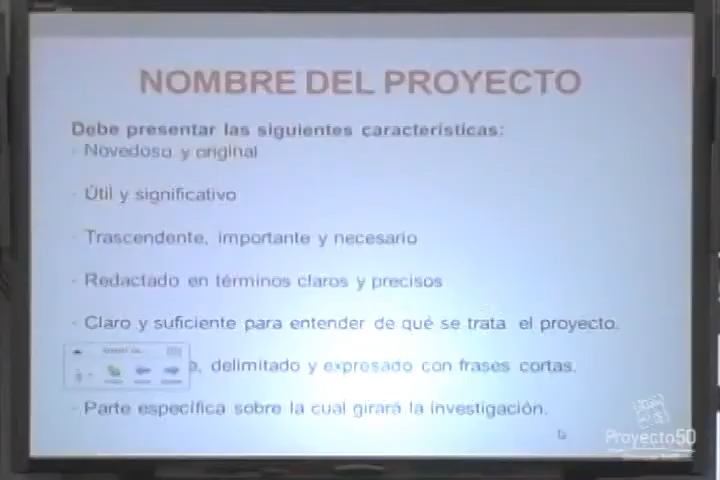 NOMBRE DEL PROYECTO
Debe presentar las siguientes características:
- Novedoso y original
- Útil y significativo
- Trascendente, importante y necesario
- Redactado en términos claros y precisos
- Claro y suficiente para entender de qué se trata el proyecto.
delimitado y expresado con frases cortas.
- Parte específica sobre la cual girará la investigación.
Proyecto50